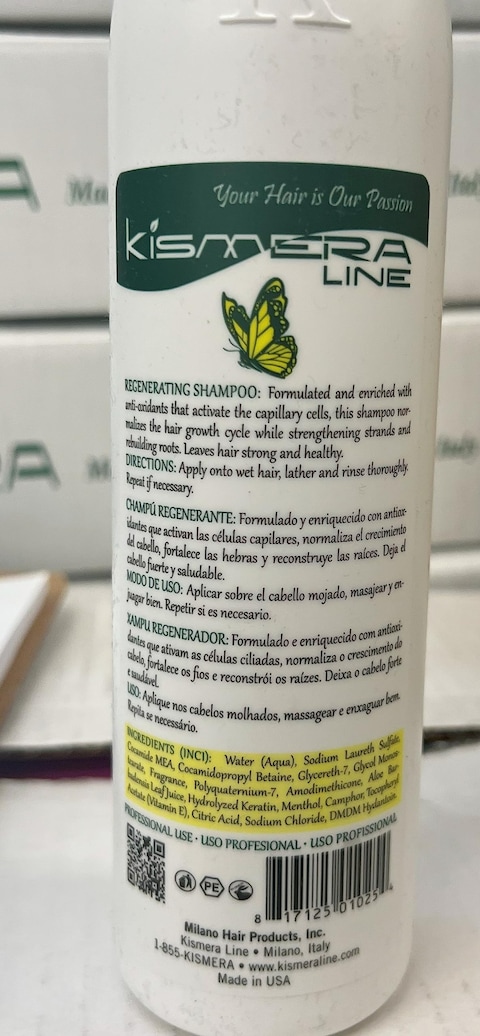 Your Hair is Our Passion
KISMERA
LINE
REGENERATING SHAMPOO: Formulated and enriched with
anti-oxidants that activate the capillary cells, this shampoo nor-
malizes the hair growth cycle while strengthening strands and
rebuilding roots. Leaves hair strong and healthy.
DIRECTIONS: Apply onto wet hair, lather and rinse thoroughly.
Repeat if necessary.
CHAMPÚ REGENERANTE: Formulado y enriquecido con antiox-
idantes que activan las células capilares, normaliza el crecimiento
del cabello, fortalece las hebras y reconstruye las raíces. Deja el
cabello fuerte y saludable.
MODO DE USO: Aplicar sobre el cabello mojado, masajear y en-
juagar bien. Repetir si es necesario.
XAMPU REGENERADOR: Formulado e enriquecido com antioxi-
dantes que ativam as células ciliadas, normaliza o crescimento do
cabelo, fortalece os fios e reconstrói os raízes. Deixa o cabelo forte
e saudável.
USO: Aplique nos cabelos molhados, massagear e enxaguar bem.
Repita se necessário.
INGREDIENTS (INCI): Water (Aqua), Sodium Laureth Sulfate,
Cocamide MEA, Cocamidopropyl Betaine, Glycereth-7, Glycol Monos-
tearate, Fragrance, Polyquaternium-7, Amodimethicone, Aloe Bar-
badensis Leaf Juice, Hydrolyzed Keratin, Menthol, Camphor, Tocopheryl
Acetate (Vitamin E), Citric Acid, Sodium Chloride, DMDM Hydantoin.
PROFESSIONAL USE · USO PROFESIONAL · USO PROFISSIONAL
PE
8 17125 01025 4
Milano Hair Products, Inc.
Kismera Line • Milano, Italy
1-855-KISMERA • www.kismeraline.com
Made in USA